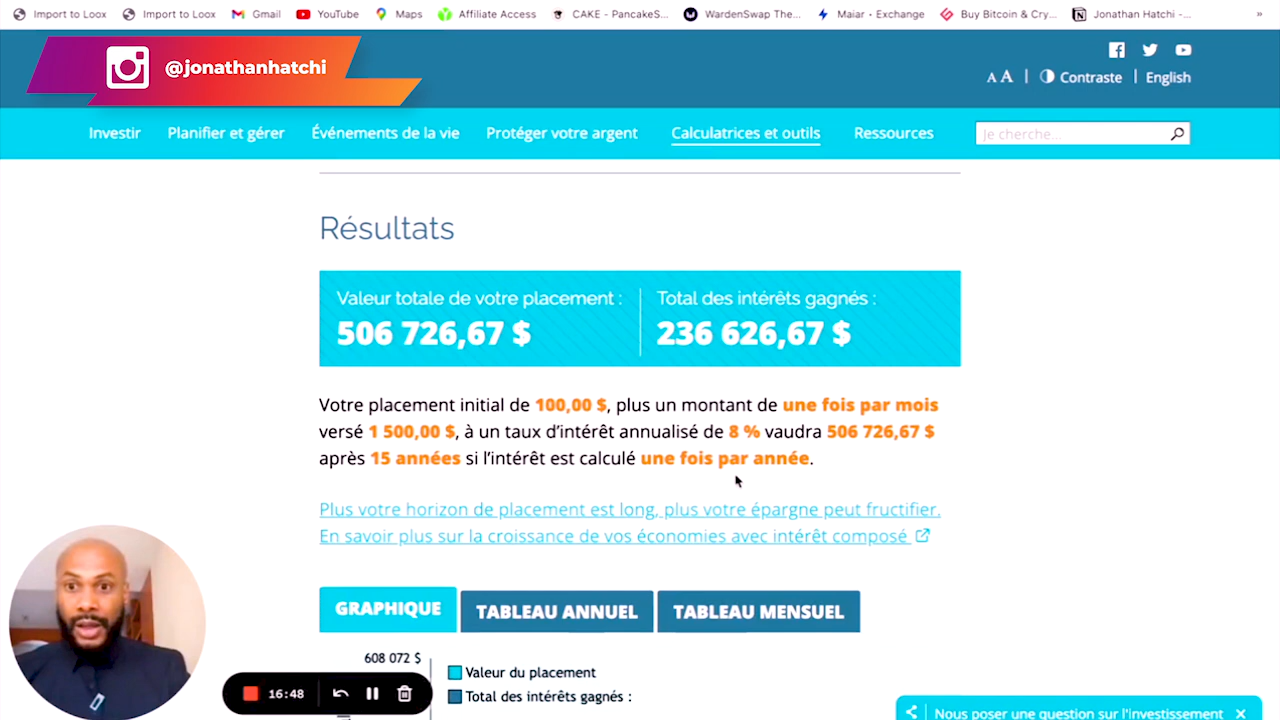 Import to Loox
Import to Loox
Gmail
YouTube
Maps
Affiliate Access
CAKE - PancakeS...
WardenSwap The...
Maiar • Exchange
Buy Bitcoin & Cry...
Jonathan Hatchi -...
»
@jonathanhatchi
A A | Contraste | English
Investir
Planifier et gérer
Événements de la vie
Protéger votre argent
Calculatrices et outils
Ressources
Je cherche...
Résultats
Valeur totale de votre placement :
506 726,67 $
Total des intérêts gagnés :
236 626,67 $
Votre placement initial de 100,00 $, plus un montant de une fois par mois
versé 1 500,00 $, à un taux d’intérêt annualisé de 8 % vaudra 506 726,67 $
après 15 années si l’intérêt est calculé une fois par année.
Plus votre horizon de placement est long, plus votre épargne peut fructifier.
En savoir plus sur la croissance de vos économies avec intérêt composé
GRAPHIQUE
TABLEAU ANNUEL
TABLEAU MENSUEL
608 072 $
Valeur du placement
Total des intérêts gagnés :
16:48
Nous poser une question sur l'investissement